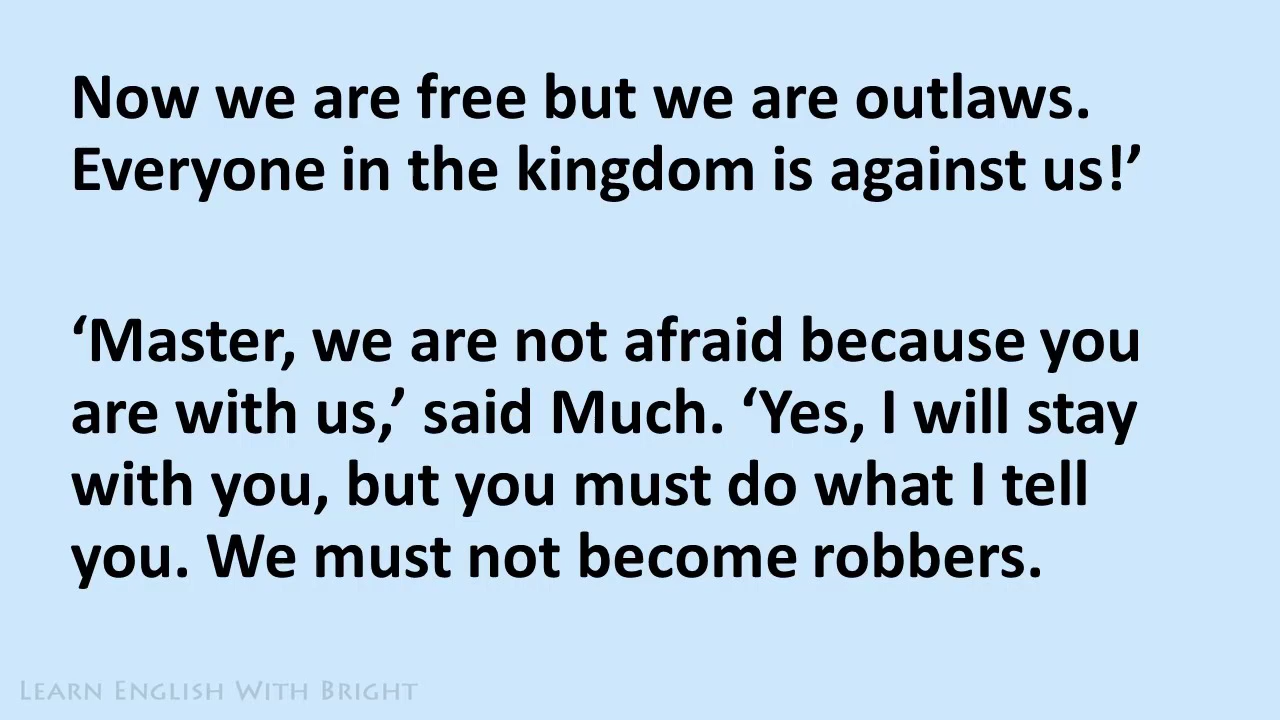 Now we are free but we are outlaws.
Everyone in the kingdom is against us!’
‘Master, we are not afraid because you
are with us,’ said Much. ‘Yes, I will stay
with you, but you must do what I tell
you. We must not become robbers.
Learn English With Bright